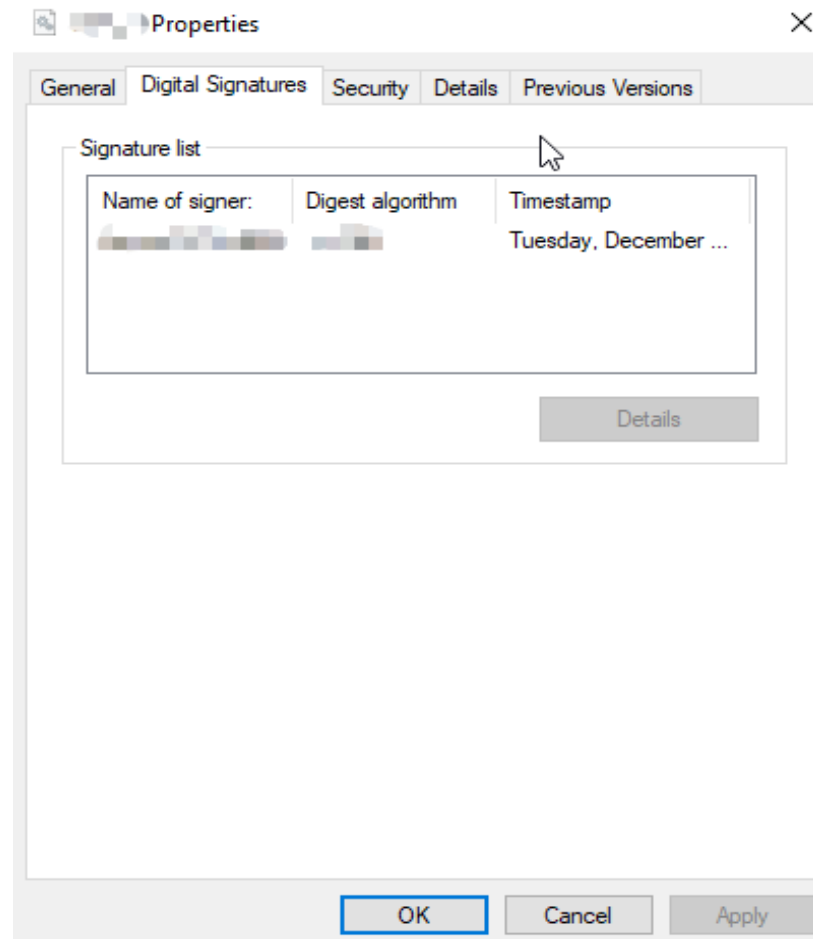 Properties
General Digital Signatures Security Details Previous Versions
Signature list
Name of signer: Digest algorithm Timestamp
Tuesday, December ...
Details
OK Cancel Apply